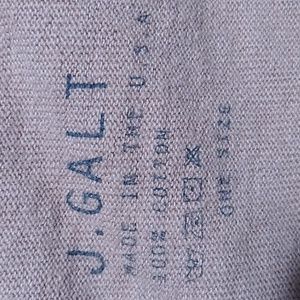 J. GALT
MADE IN THE U.S.A
100% COTTON
ONE SIZE